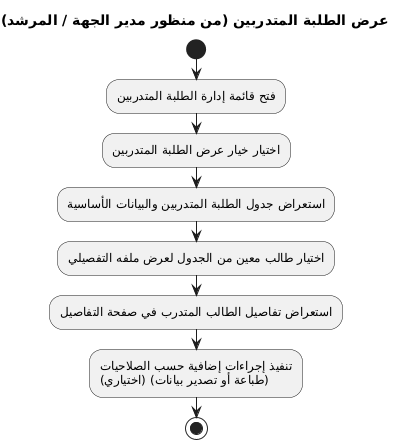 عرض الطلبة المتدربين (من منظور مدير الجهة / المرشد)
فتح قائمة إدارة الطلبة المتدربين
اختيار خيار عرض الطلبة المتدربين
استعراض جدول الطلبة المتدربين والبيانات الأساسية
اختيار طالب معين من الجدول لعرض ملفه التفصيلي
استعراض تفاصيل الطالب المتدرب في صفحة التفاصيل
تنفيذ إجراءات إضافية حسب الصلاحيات
(طباعة أو تصدير بيانات) (اختياري)